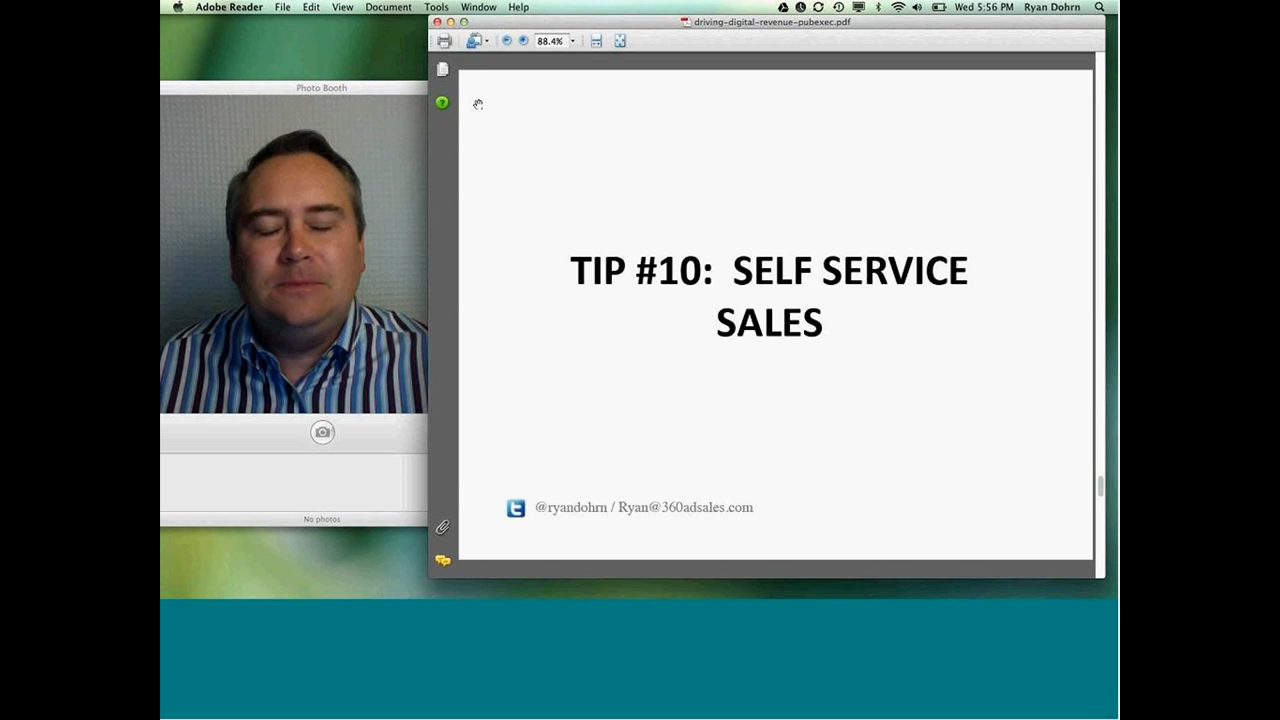 Adobe Reader File Edit View Document Tools Window Help Wed 5:56 PM Ryan Dohrn
driving-digital-revenue-pubexec.pdf
88.4%
Photo Booth
TIP #10: SELF SERVICE
SALES
@ryandohrn / Ryan@360adsales.com
No photos